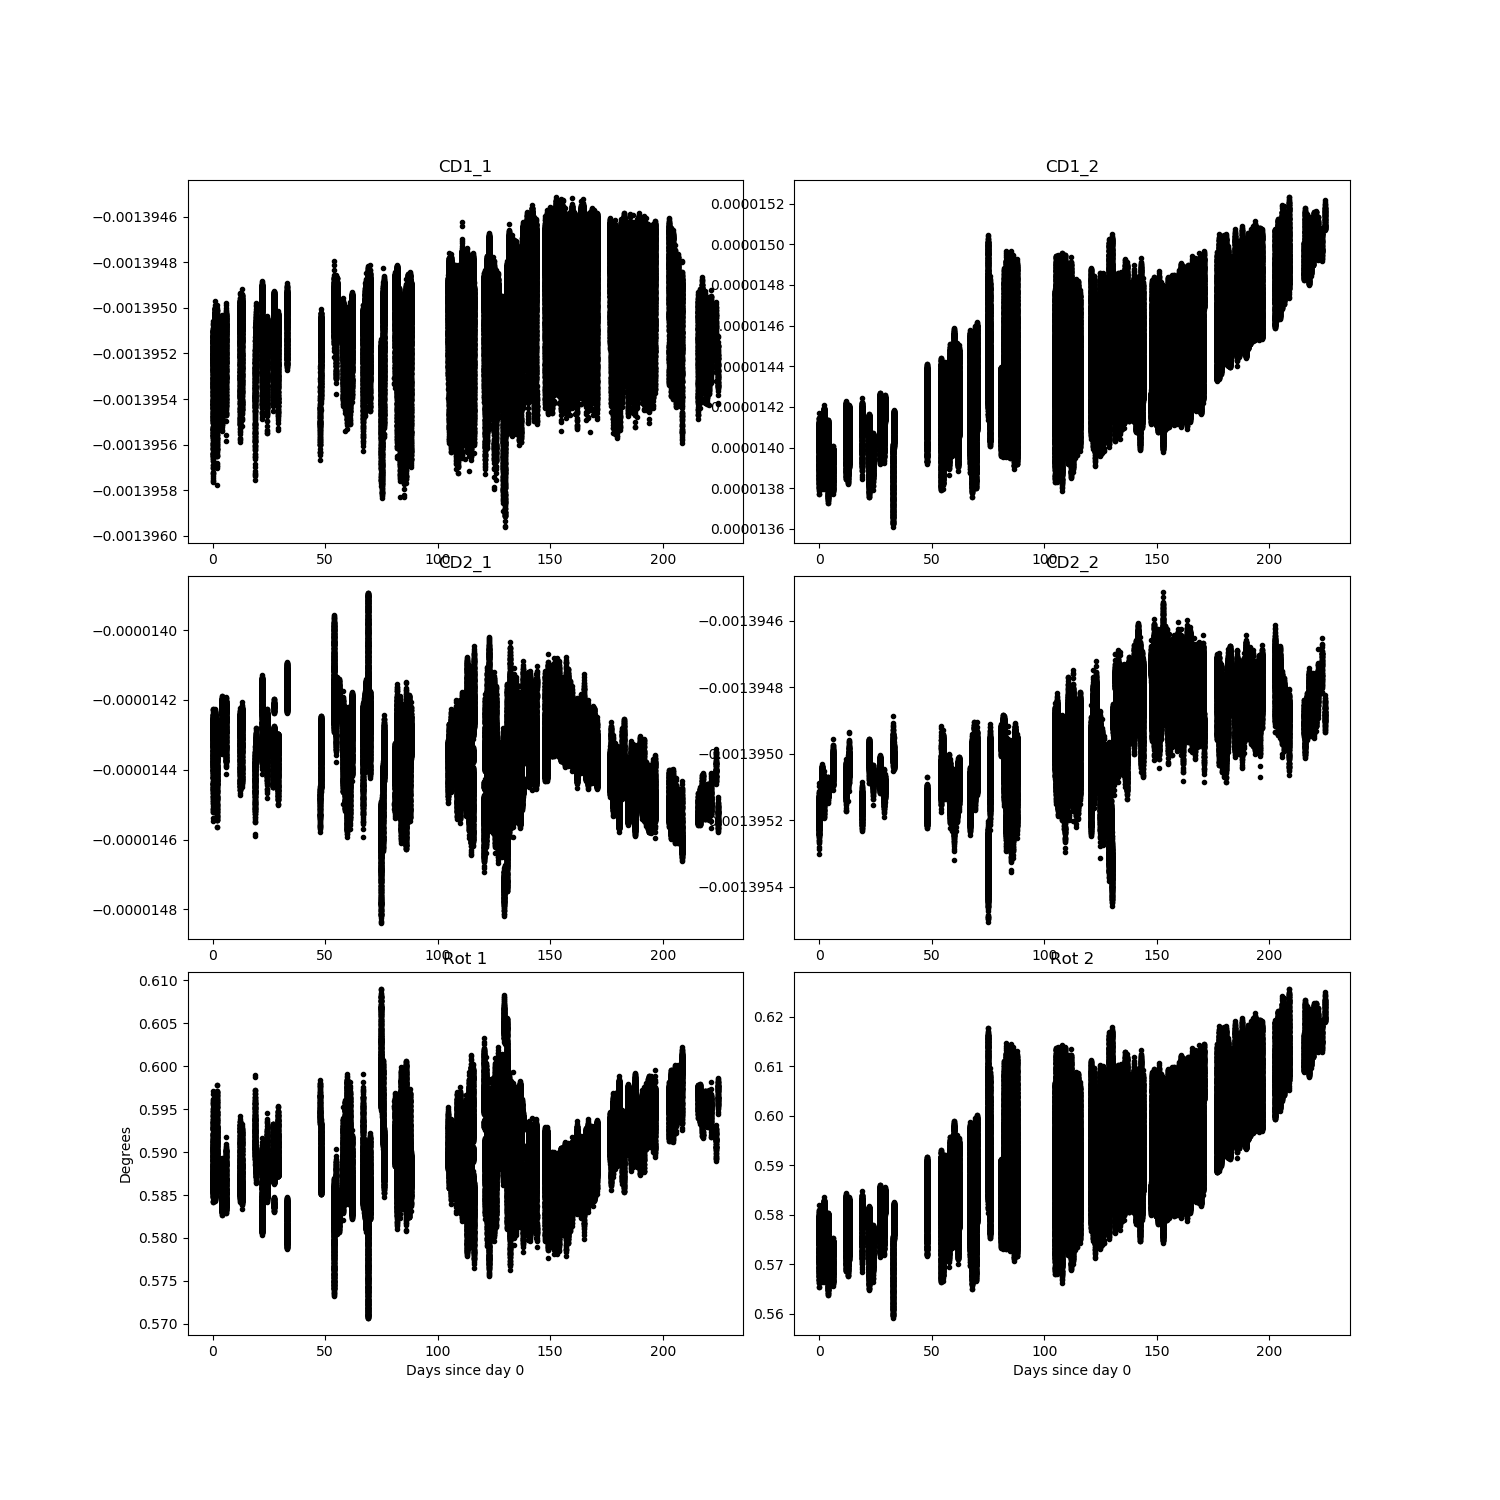 CD1_1
−0.0013946
−0.0013948
−0.0013950
−0.0013952
−0.0013954
−0.0013956
−0.0013958
−0.0013960
0 50 100 150 200
CD1_2
0.0000152
0.0000150
0.0000148
0.0000146
0.0000144
0.0000142
0.0000140
0.0000138
0.0000136
0 50 100 150 200
CD2_1
−0.0000140
−0.0000142
−0.0000144
−0.0000146
−0.0000148
0 50 100 150 200
CD2_2
−0.0013946
−0.0013948
−0.0013950
−0.0013952
−0.0013954
0 50 100 150 200
Rot 1
Degrees
0.610
0.605
0.600
0.595
0.590
0.585
0.580
0.575
0.570
0 50 100 150 200
Days since day 0
Rot 2
0.62
0.61
0.60
0.59
0.58
0.57
0.56
0 50 100 150 200
Days since day 0